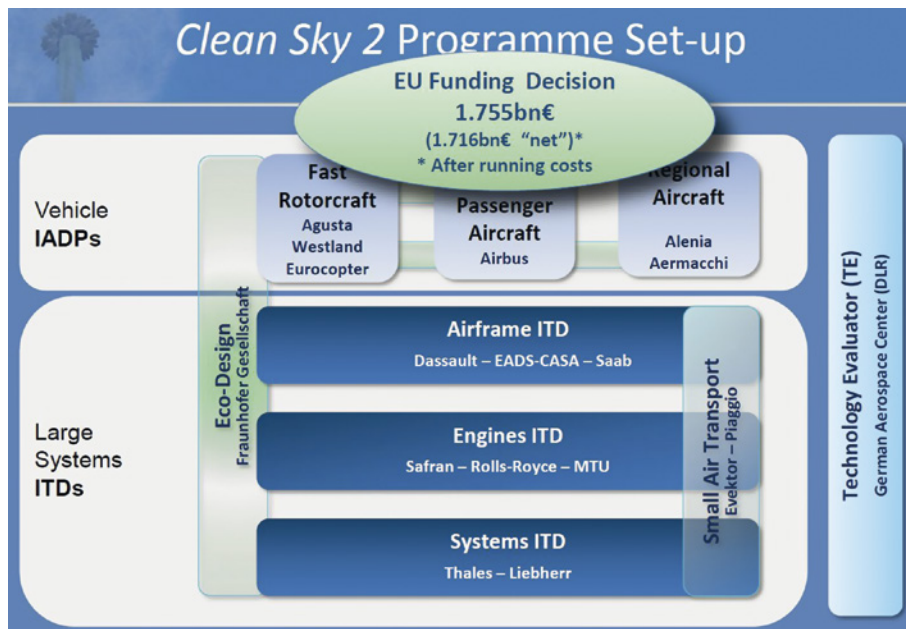 Clean Sky 2 Programme Set-up
EU Funding Decision
1.755bn€
(1.716bn€ “net”)*
* After running costs
Vehicle
IADPs
Fast
Rotorcraft
Agusta
Westland
Eurocopter
Passenger
Aircraft
Airbus
Regional
Aircraft
Alenia
Aermacchi
Large
Systems
ITDs
Eco-Design
Fraunhofer Gesellschaft
Airframe ITD
Dassault – EADS-CASA – Saab
Engines ITD
Safran – Rolls-Royce – MTU
Systems ITD
Thales – Liebherr
Small Air Transport
Evektor – Piaggio
Technology Evaluator (TE)
German Aerospace Center (DLR)